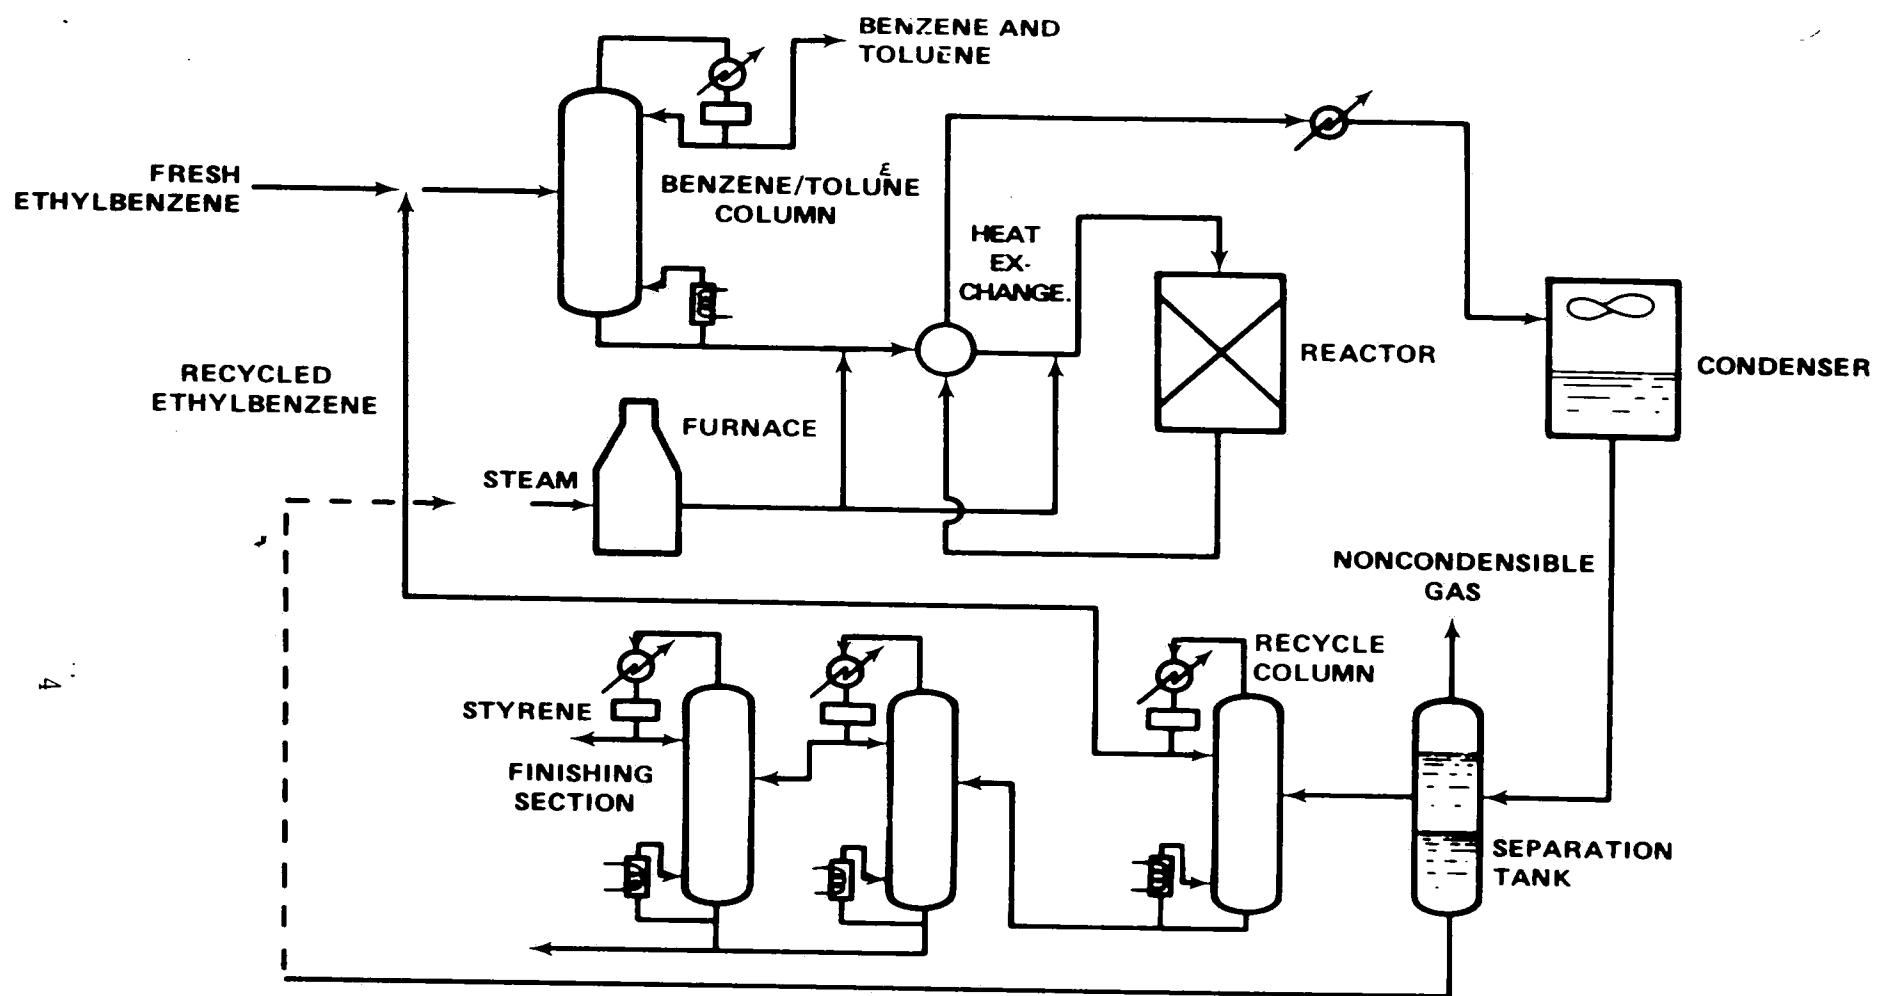 BENZENE AND
TOLUENE
FRESH
ETHYLBENZENE
E
BENZENE/TOLUNE
COLUMN
HEAT
EX-
CHANGE.
REACTOR
CONDENSER
RECYCLED
ETHYLBENZENE
FURNACE
STEAM
NONCONDENSIBLE
GAS
RECYCLE
COLUMN
STYRENE
FINISHING
SECTION
SEPARATION
TANK
4